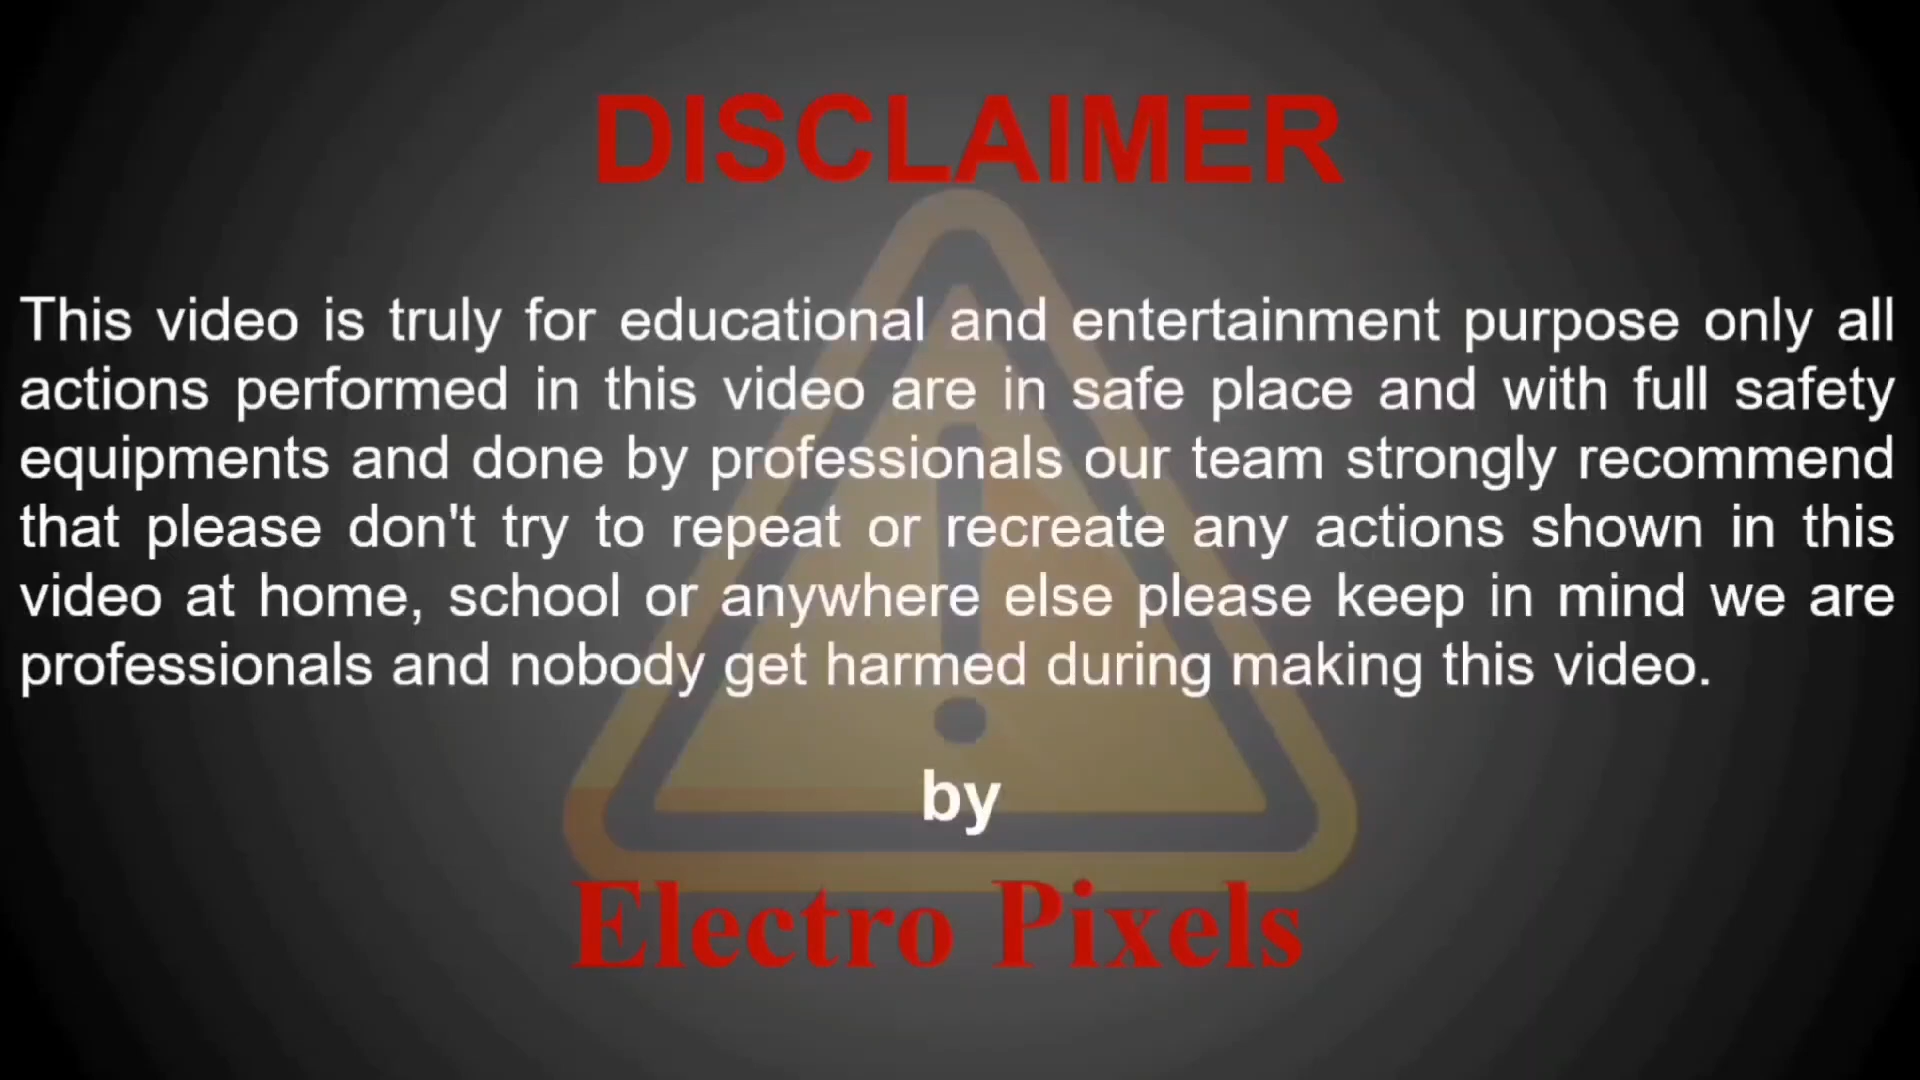 DISCLAIMER
This video is truly for educational and entertainment purpose only all
actions performed in this video are in safe place and with full safety
equipments and done by professionals our team strongly recommend
that please don't try to repeat or recreate any actions shown in this
video at home, school or anywhere else please keep in mind we are
professionals and nobody get harmed during making this video.
by
Electro Pixels